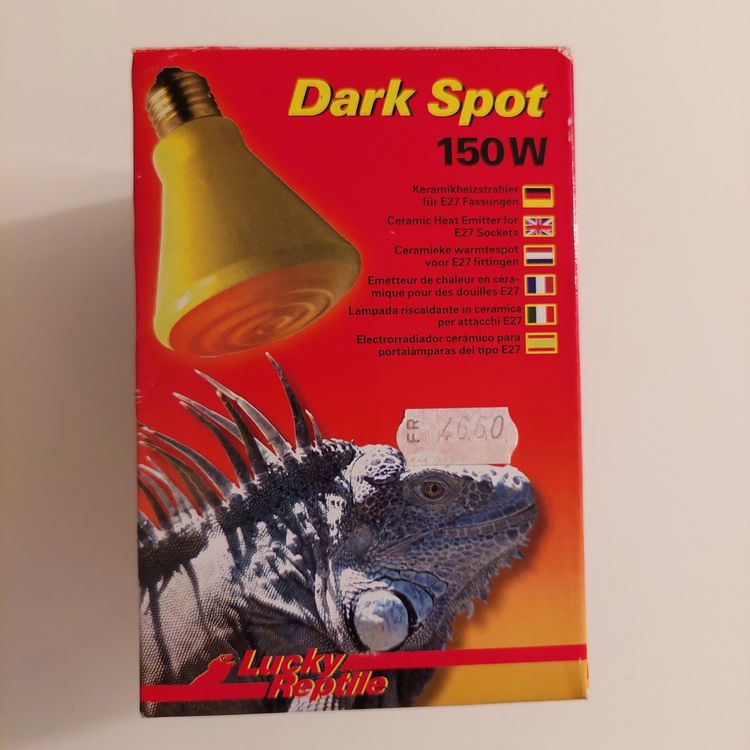 Dark Spot
150W
Keramikheizstrahler
für E27 Fassungen
Ceramic Heat Emitter for
E27 Sockets
Ceramieke warmtespot
voor E27 fittingen
Emetteur de chaleur en céra-
mique pour des douilles E27
Lampada riscaldante in ceramica
per attacchi E27
Electrorradiador cerámico para
portalámparas del tipo E27
FR 46.60
Lucky
Reptile